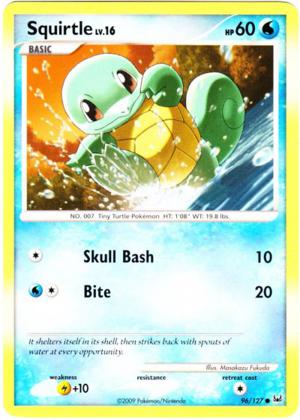 Squirtle LV.16 HP 60
BASIC
NO. 007 Tiny Turtle Pokémon HT: 1'08" WT: 19.8 lbs.
Skull Bash 10
Bite 20
It shelters itself in its shell, then strikes back with spouts
of water at every opportunity.
Illus. Masakazu Fukuda
weakness resistance retreat cost
+10
©2009 Pokémon/Nintendo 96/127